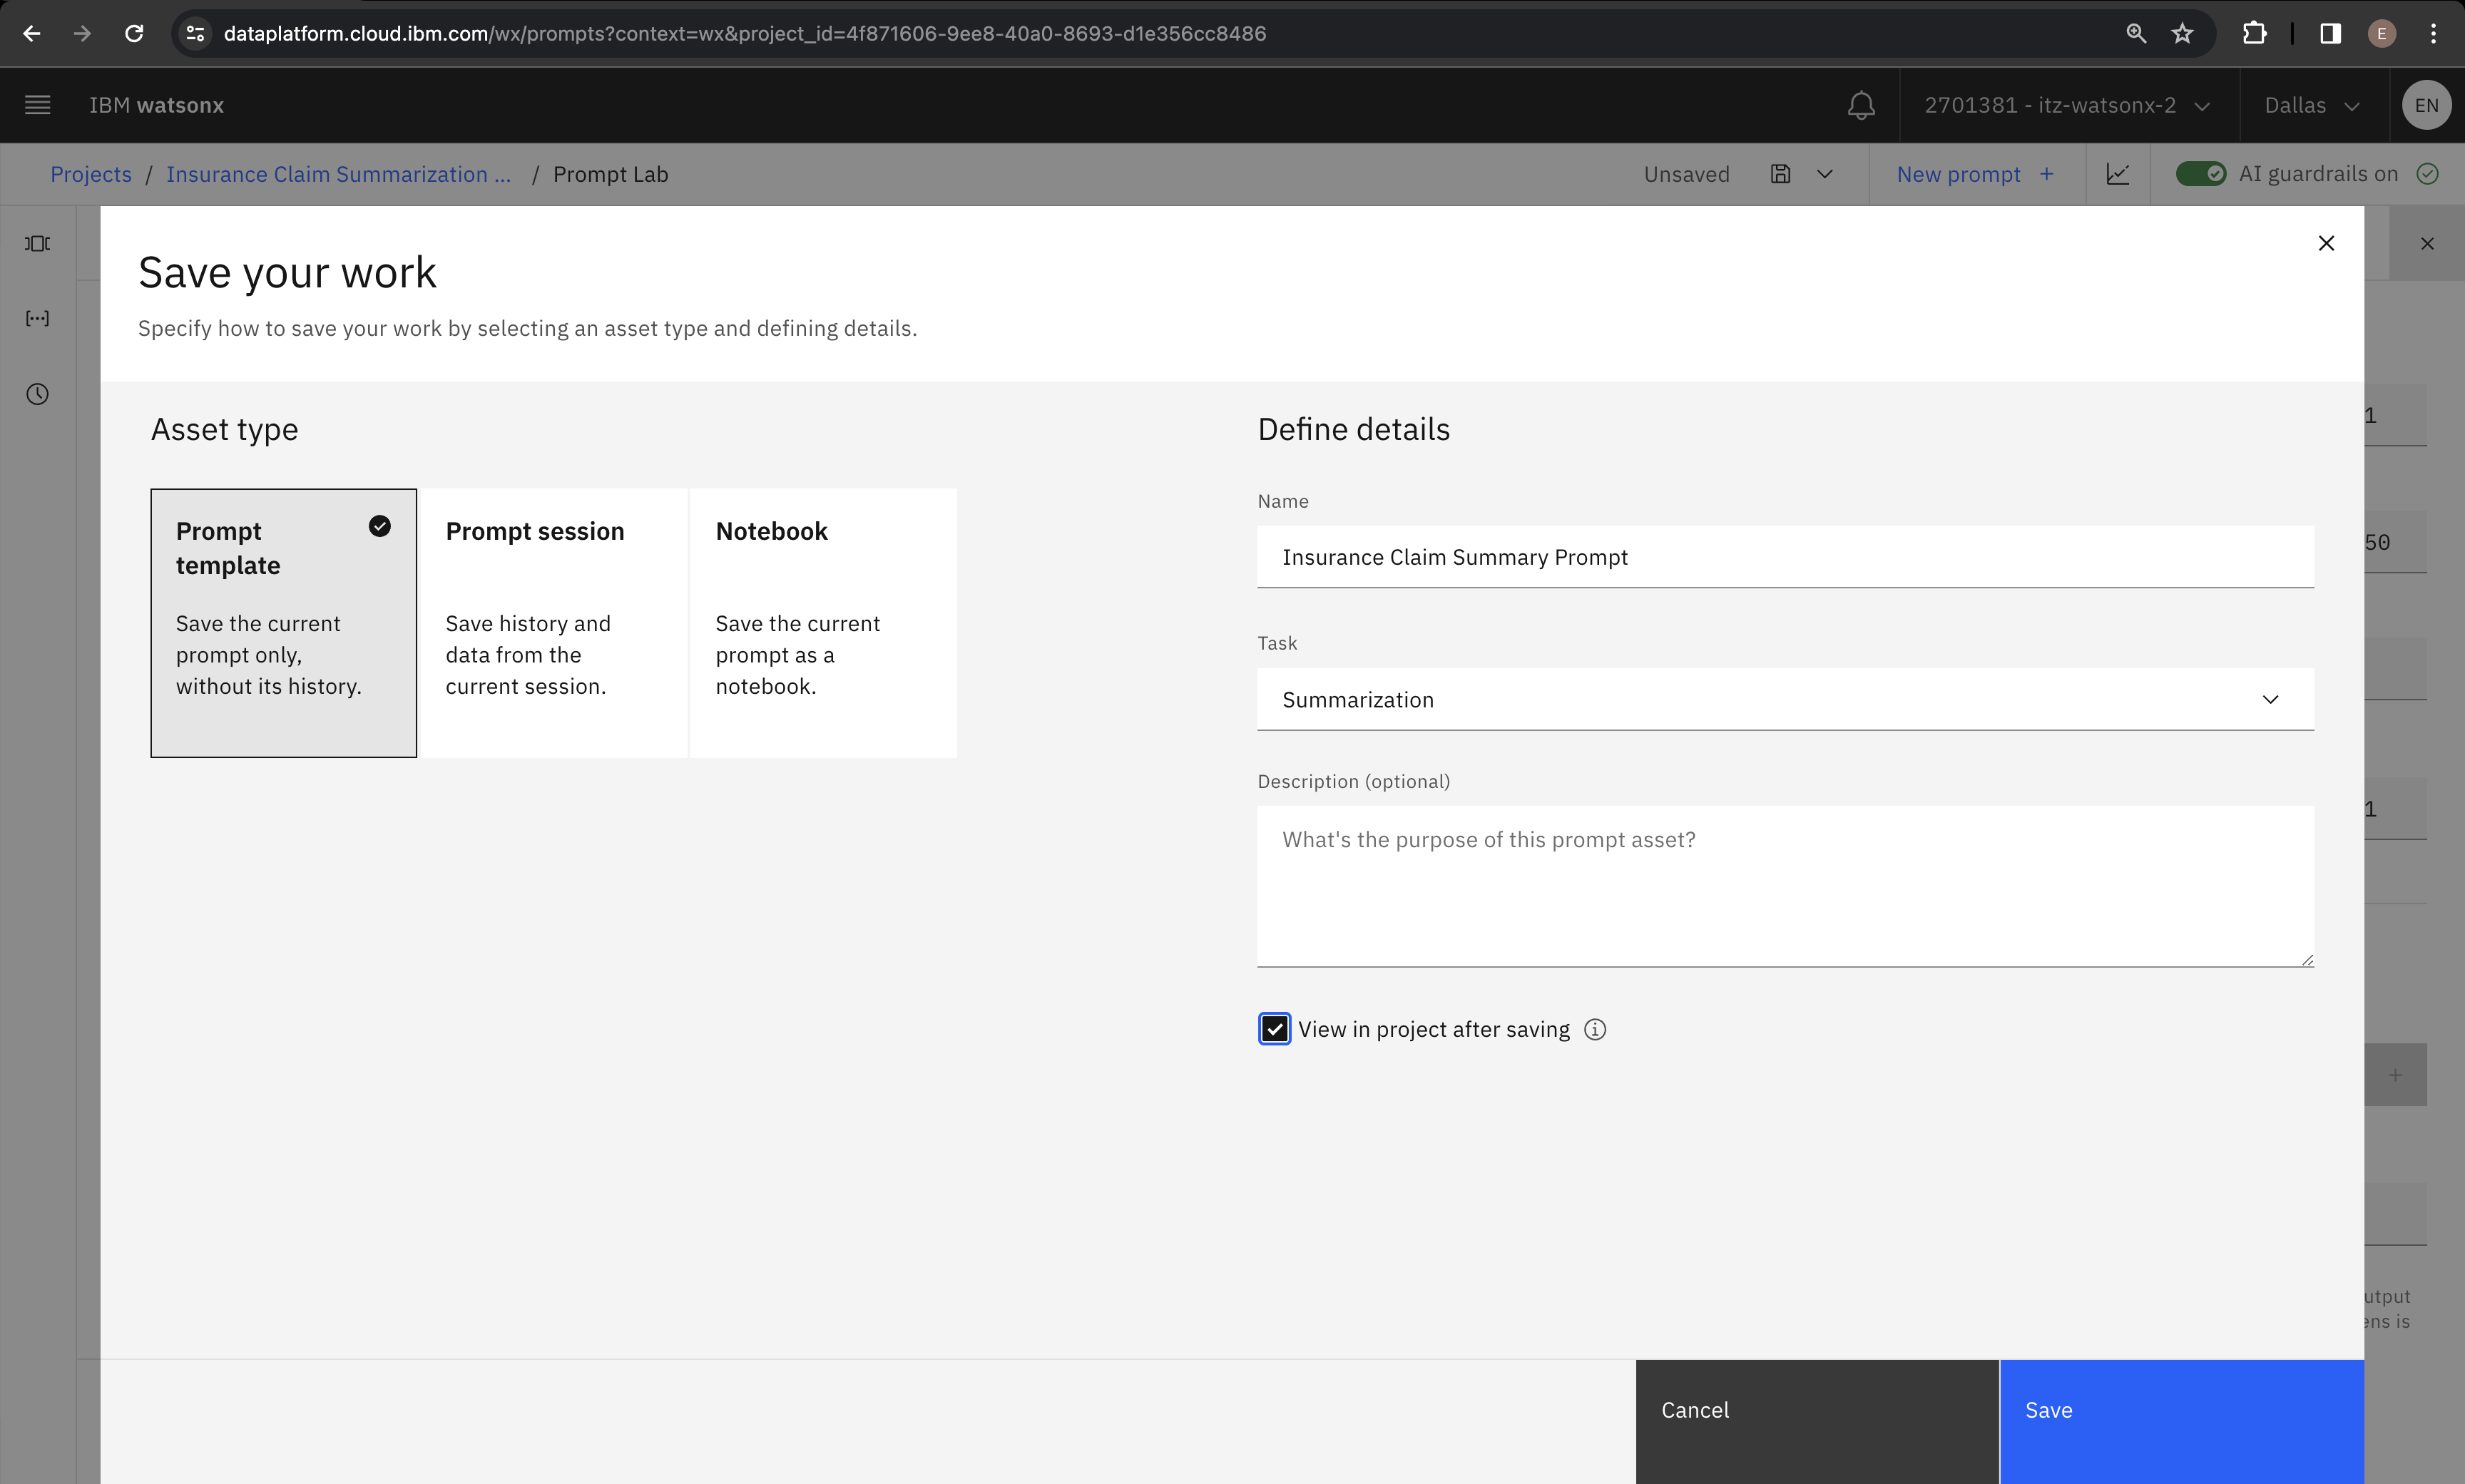 dataplatform.cloud.ibm.com/wx/prompts?context=wx&project_id=4f871606-9ee8-40a0-8693-d1e356cc8486
E
IBM watsonx
2701381 - itz-watsonx-2
Dallas
EN
Projects / Insurance Claim Summarization ... / Prompt Lab
Unsaved
New prompt +
AI guardrails on
Save your work
Specify how to save your work by selecting an asset type and defining details.
Asset type
Prompt
template
Save the current
prompt only,
without its history.
Prompt session
Save history and
data from the
current session.
Notebook
Save the current
prompt as a
notebook.
Define details
Name
Insurance Claim Summary Prompt
Task
Summarization
Description (optional)
What's the purpose of this prompt asset?
View in project after saving
1
50
1
utput
ens is
Cancel
Save